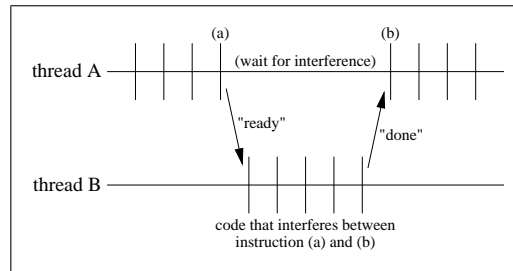 (a)
(b)
thread A
(wait for interference)
"ready"
"done"
thread B
code that interferes between
instruction (a) and (b)